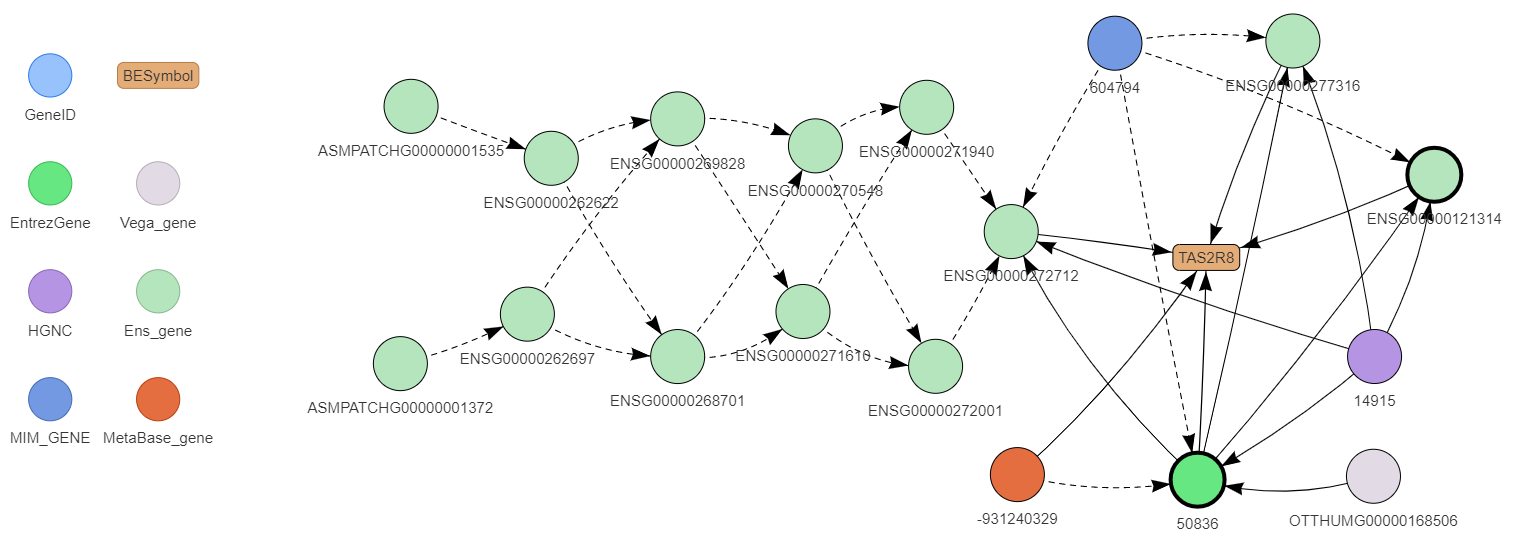 GeneID
BESymbol
EntrezGene
Vega_gene
HGNC
Ens_gene
MIM_GENE
MetaBase_gene
ASMPATCHG00000001535
ENSG00000262622
ENSG00000269828
ENSG00000270548
ENSG00000271940
604794
ENSG00000277316
ENSG00000121314
TAS2R8
ENSG00000272712
ENSG00000262697
ENSG00000271610
ASMPATCHG00000001372
ENSG00000268701
ENSG00000272001
14915
-931240329
50836
OTTHUMG00000168506